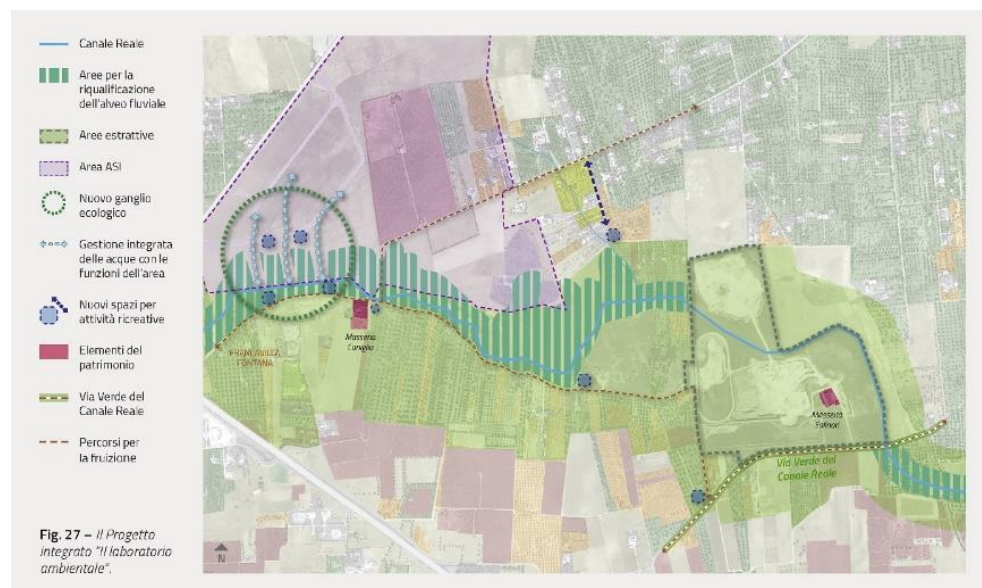 Canale Reale
Aree per la
riqualificazione
dell'alveo fluviale
Aree estrattive
Area ASI
Nuovo ganglio
ecologico
Gestione integrata
delle acque con le
funzioni dell'area
Nuovi spazi per
attività ricreative
Elementi del
patrimonio
Via Verde del
Canale Reale
Percorsi per
la fruizione
Fig. 27 – Il Progetto
integrato "Il laboratorio
ambientale".
FRANCAVILLA
FONTANA
Masseria
Masseria
Via Verde del
Canale Reale
N